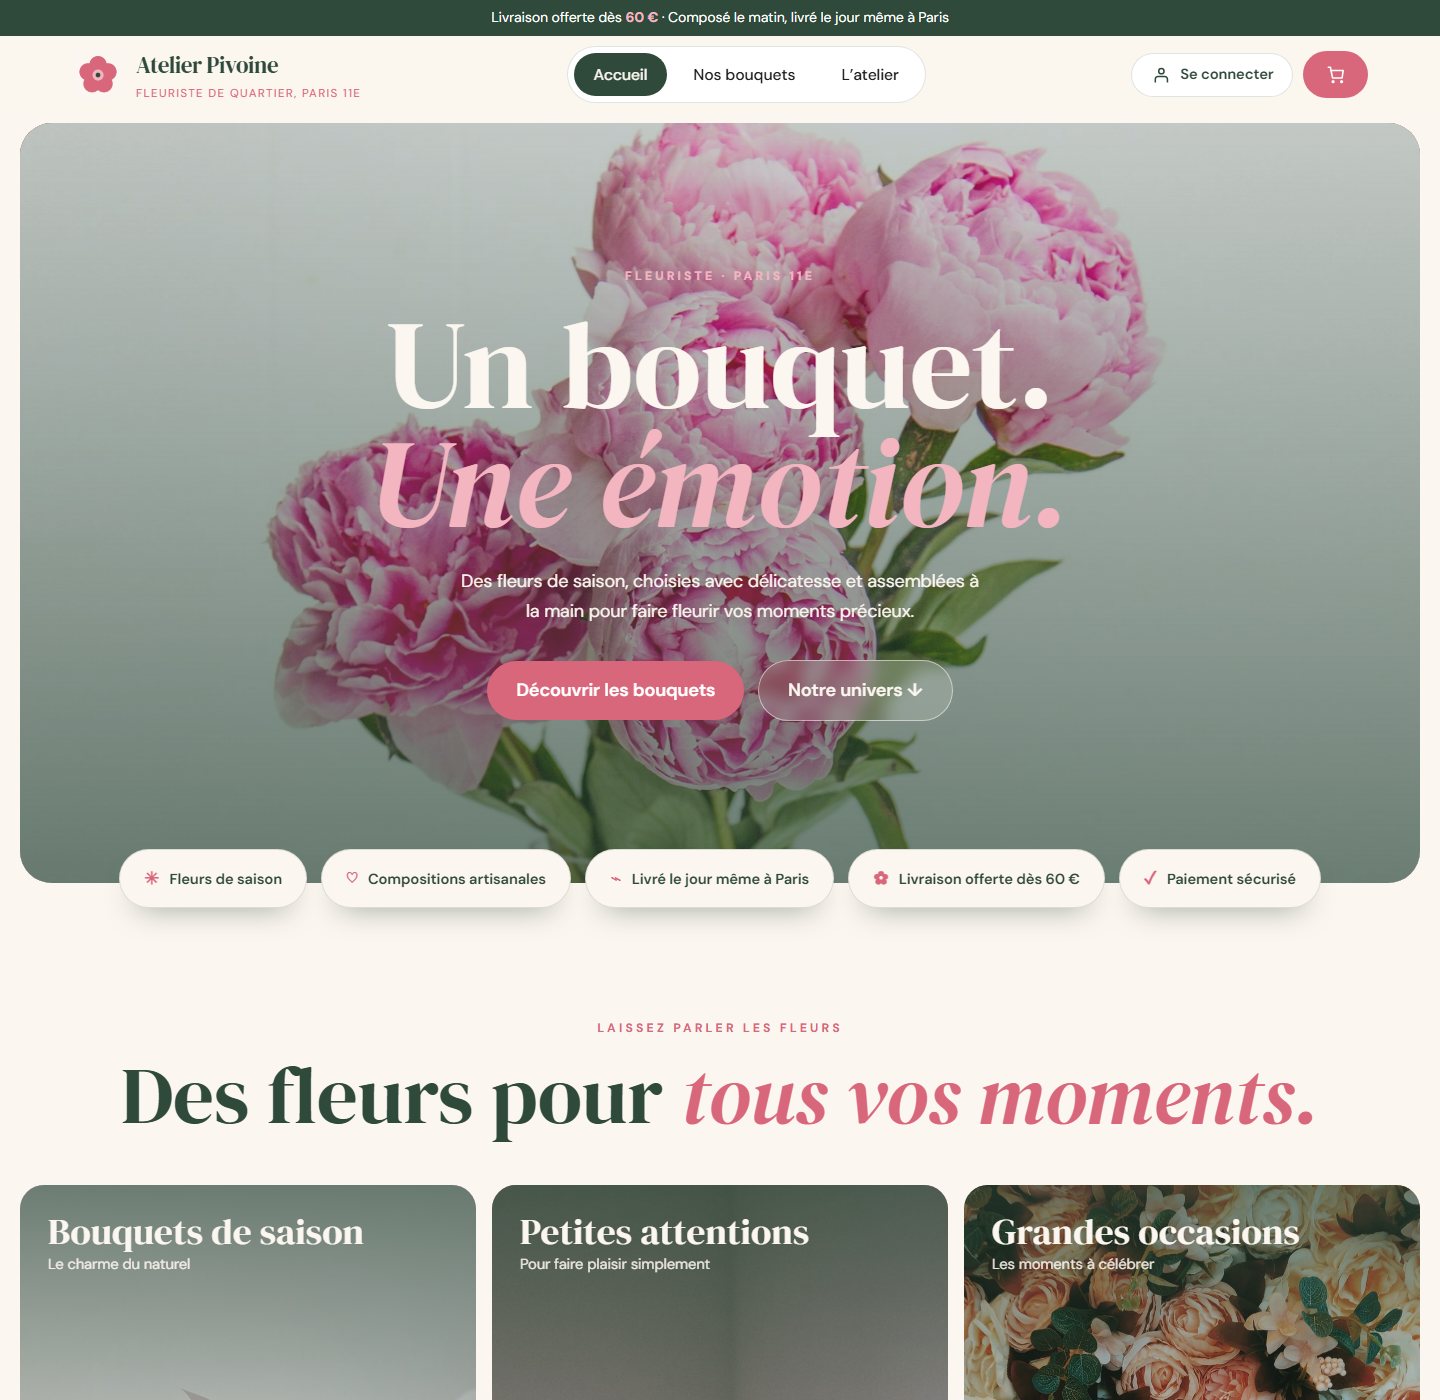 Livraison offerte dès 60 € · Composé le matin, livré le jour même à Paris
Atelier Pivoine
FLEURISTE DE QUARTIER, PARIS 11E
Accueil
Nos bouquets
L’atelier
Se connecter
FLEURISTE · PARIS 11E
Un bouquet.
Une émotion.
Des fleurs de saison, choisies avec délicatesse et assemblées à
la main pour faire fleurir vos moments précieux.
Découvrir les bouquets
Notre univers ↓
Fleurs de saison
Compositions artisanales
Livré le jour même à Paris
Livraison offerte dès 60 €
Paiement sécurisé
LAISSEZ PARLER LES FLEURS
Des fleurs pour tous vos moments.
Bouquets de saison
Le charme du naturel
Petites attentions
Pour faire plaisir simplement
Grandes occasions
Les moments à célébrer